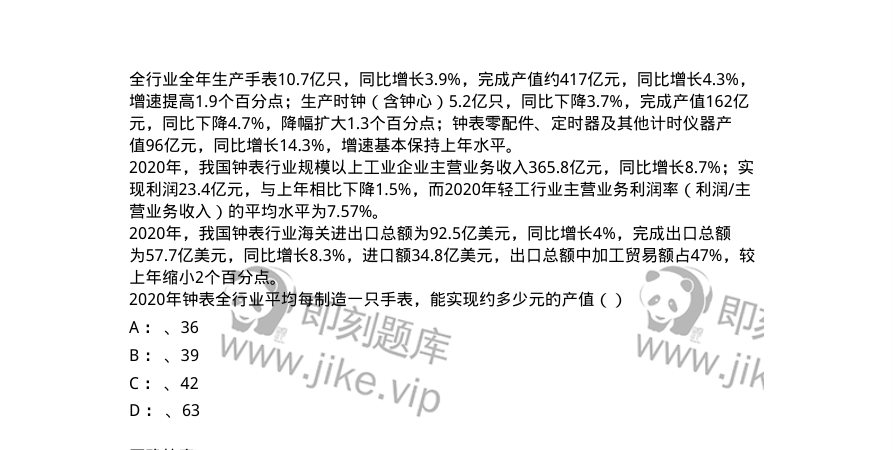 全行业全年生产手表10.7亿只，同比增长3.9%，完成产值约417亿元，同比增长4.3%，
增速提高1.9个百分点；生产时钟（含钟心）5.2亿只，同比下降3.7%，完成产值162亿
元，同比下降4.7%，降幅扩大1.3个百分点；钟表零配件、定时器及其他计时仪器产
值96亿元，同比增长14.3%，增速基本保持上年水平。
2020年，我国钟表行业规模以上工业企业主营业务收入365.8亿元，同比增长8.7%；实
现利润23.4亿元，与上年相比下降1.5%，而2020年轻工行业主营业务利润率（利润/主
营业务收入）的平均水平为7.57%。
2020年，我国钟表行业海关进出口总额为92.5亿美元，同比增长4%，完成出口总额
为57.7亿美元，同比增长8.3%，进口额34.8亿美元，出口总额中加工贸易额占47%，较
上年缩小2个百分点。
2020年钟表全行业平均每制造一只手表，能实现约多少元的产值（ ）
A： 、36
B： 、39
C： 、42
D： 、63
即刻题库
www.jike.vip
即刻
www.ji